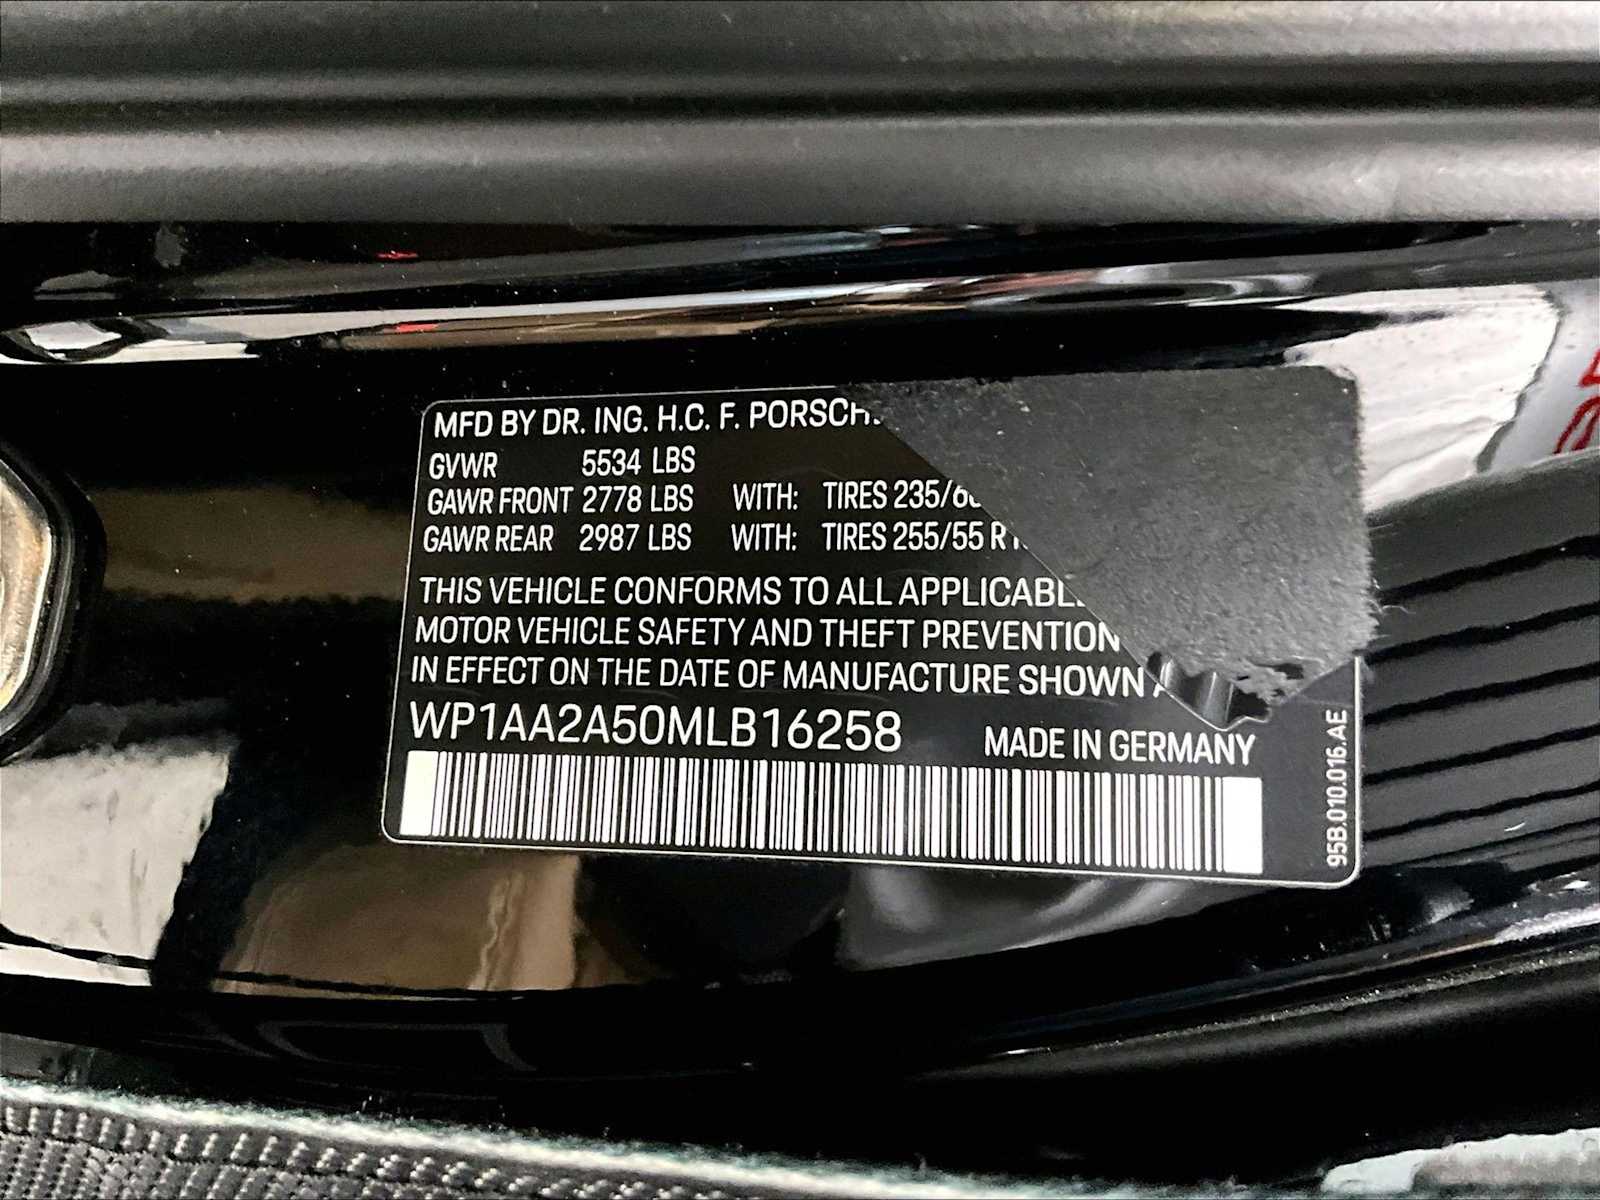 MFD BY DR. ING. H.C. F. PORSCH
GVWR 5534 LBS
GAWR FRONT 2778 LBS WITH: TIRES 235/6
GAWR REAR 2987 LBS WITH: TIRES 255/55 R1
THIS VEHICLE CONFORMS TO ALL APPLICABL
MOTOR VEHICLE SAFETY AND THEFT PREVENTION
IN EFFECT ON THE DATE OF MANUFACTURE SHOWN
WP1AA2A50MLB16258 MADE IN GERMANY
95B.010.016.AE